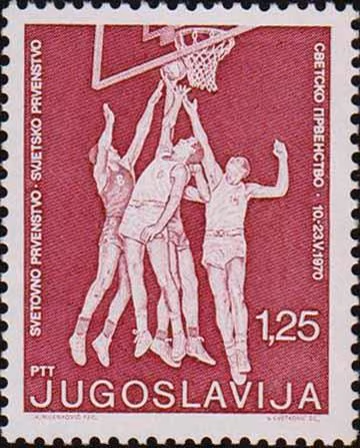 SVETOVNO PRVENSTVO · SVJETSKO PRVENSTVO
СВЕТСКО ПРВЕНСТВО · 10-23.V.1970
1,25
PTT
JUGOSLAVIJA